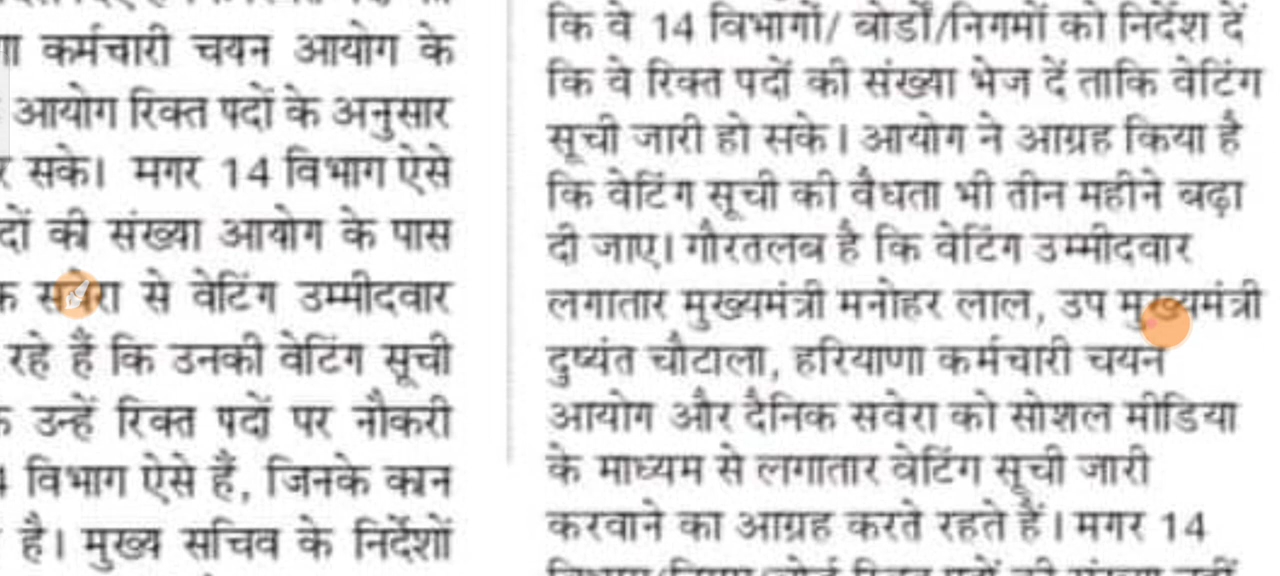 कर्मचारी चयन आयोग के
आयोग रिक्त पदों के अनुसार
सके। मगर 14 विभाग ऐसे
की संख्या आयोग के पास
सवेरा से वेटिंग उम्मीदवार
रहे हैं कि उनकी वेटिंग सूची
उन्हें रिक्त पदों पर नौकरी
विभाग ऐसे हैं, जिनके कान
है। मुख्य सचिव के निर्देशों
कि वे 14 विभागों/ बोर्डों/निगमों को निर्देश दें
कि वे रिक्त पदों की संख्या भेज दें ताकि वेटिंग
सूची जारी हो सके। आयोग ने आग्रह किया है
कि वेटिंग सूची की वैधता भी तीन महीने बढ़ा
दी जाए। गौरतलब है कि वेटिंग उम्मीदवार
लगातार मुख्यमंत्री मनोहर लाल, उप मुख्यमंत्री
दुष्यंत चौटाला, हरियाणा कर्मचारी चयन
आयोग और दैनिक सवेरा को सोशल मीडिया
के माध्यम से लगातार वेटिंग सूची जारी
करवाने का आग्रह करते रहते हैं। मगर 14